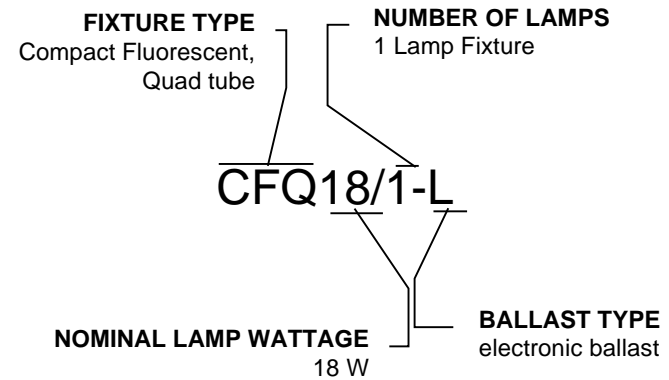 FIXTURE TYPE
Compact Fluorescent,
Quad tube
NUMBER OF LAMPS
1 Lamp Fixture
CFQ18/1-L
NOMINAL LAMP WATTAGE
18 W
BALLAST TYPE
electronic ballast